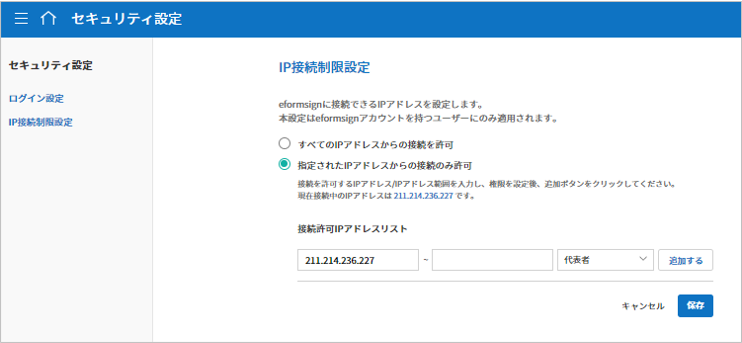 セキュリティ設定
セキュリティ設定
ログイン設定
IP接続制限設定
IP接続制限設定
eformsignに接続できるIPアドレスを設定します。
本設定はeformsignアカウントを持つユーザーにのみ適用されます。
すべてのIPアドレスからの接続を許可
指定されたIPアドレスからの接続のみ許可
接続を許可するIPアドレス/IPアドレス範囲を入力し、権限を設定後、追加ボタンをクリックしてください。
現在接続中のIPアドレスは 211.214.236.227 です。
接続許可IPアドレスリスト
211.214.236.227 ~ 代表者 追加する
キャンセル 保存